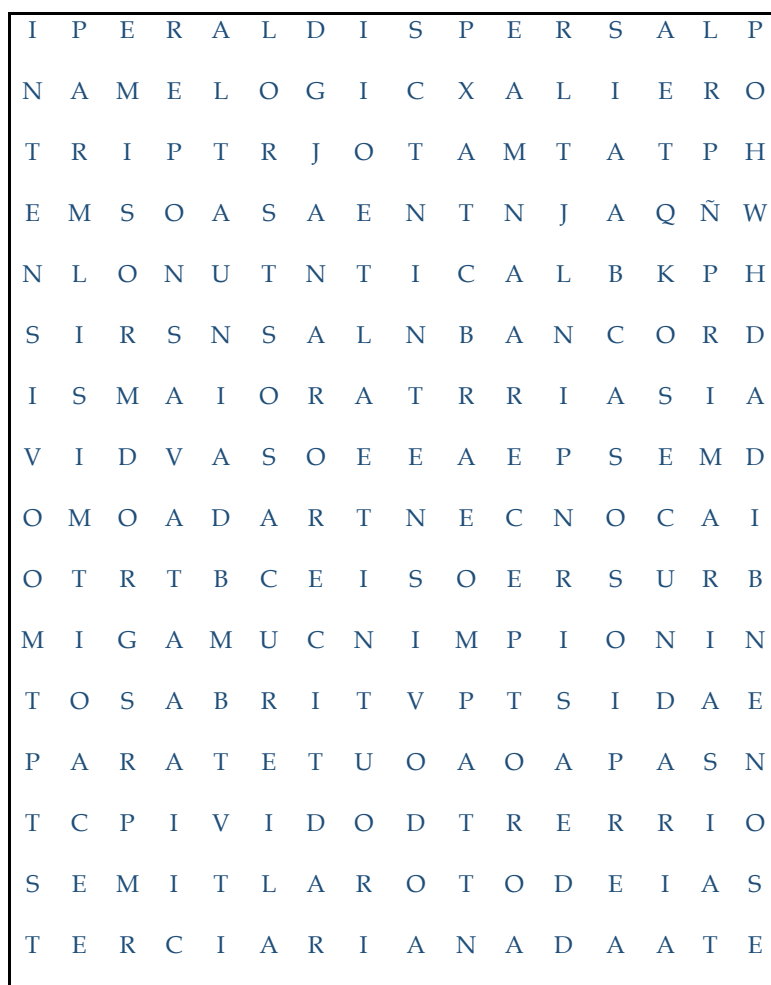 I P E R A L D I S P E R S A L P
N A M E L O G I C X A L I E R O
T R I P T R J O T A M T A T P H
E M S O A S A E N T N J A Q Ñ W
N L O N U T N T I C A L B K P H
S I R S N S A L N B A N C O R D
I S M A I O R A T R R I A S I A
V I D V A S O E E A E P S E M D
O M O A D A R T N E C N O C A I
O T R T B C E I S O E R S U R B
M I G A M U C N I M P I O N I N
T O S A B R I T V P T S I D A E
P A R A T E T U O A O A P A S N
T C P I V I D O D T R E R R I O
S E M I T L A R O T O D E I A S
T E R C I A R I A N A D A A T E